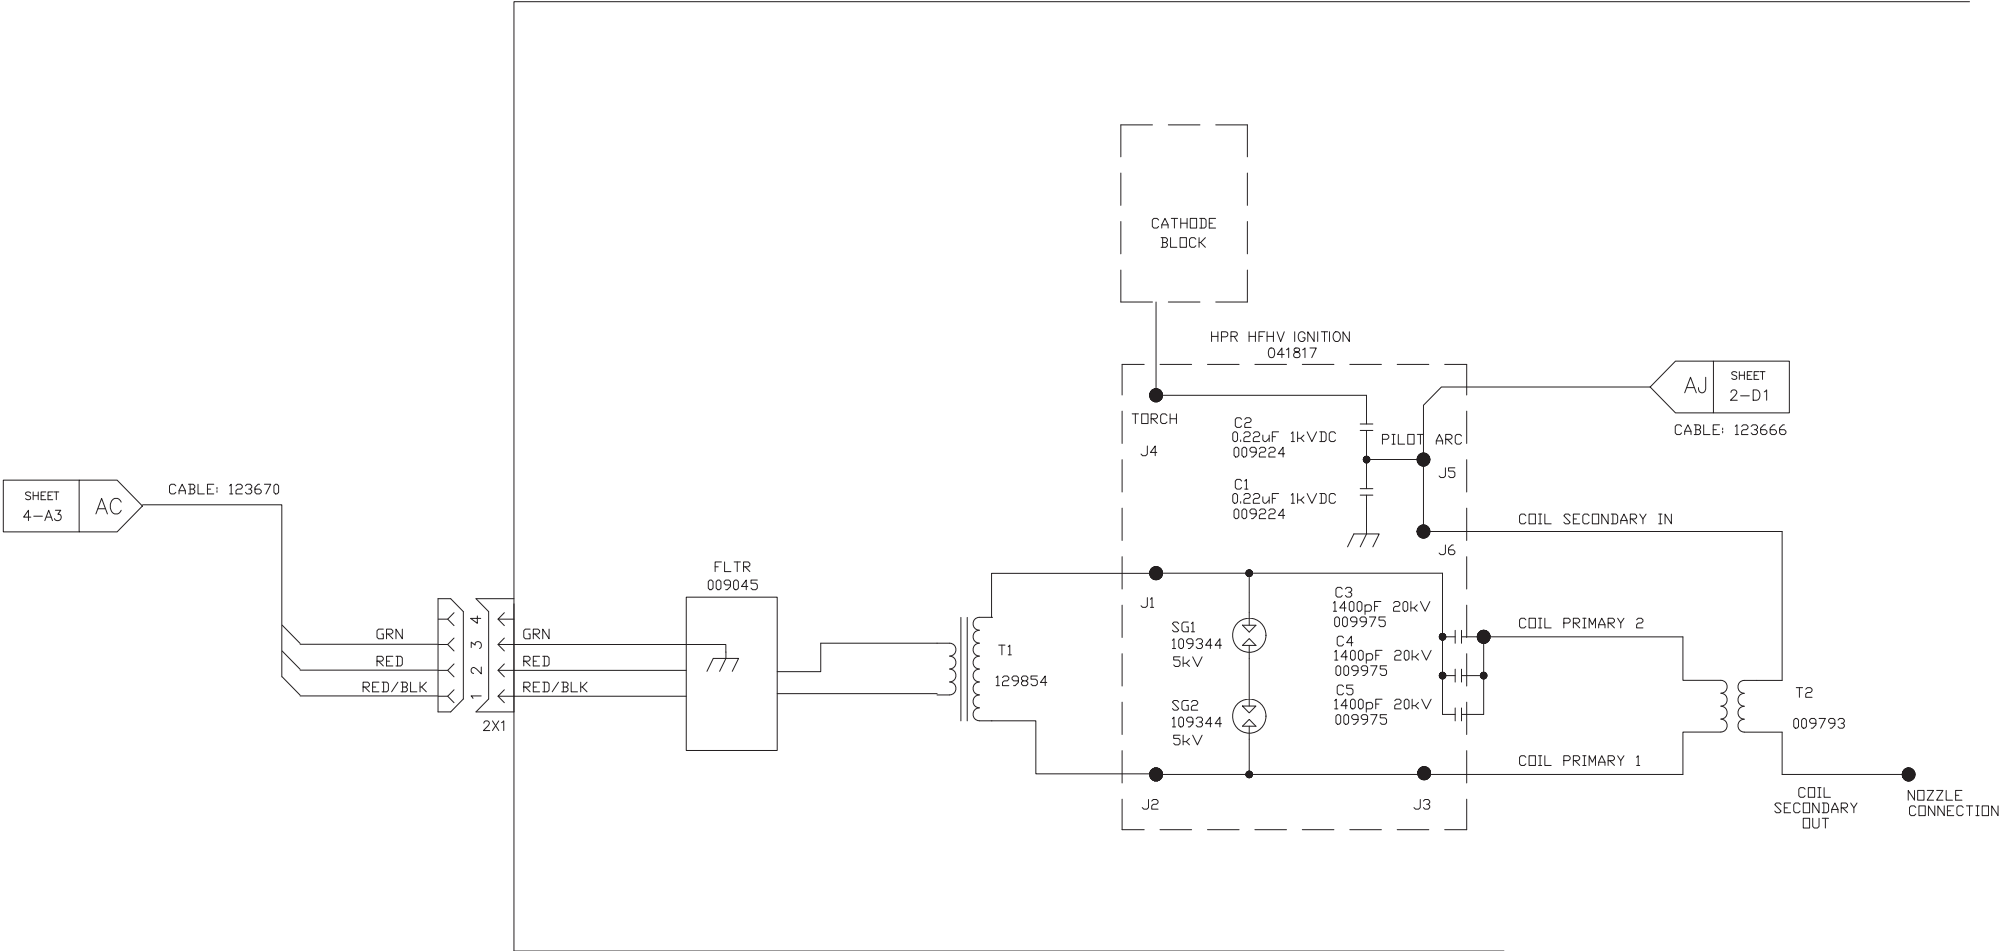 CATHODE
BLOCK
HPR HFHV IGNITION
041817
TORCH
J4
C2
0.22uF 1kVDC
009224
C1
0.22uF 1kVDC
009224
PILOT ARC
J5
J6
AJ
SHEET
2-D1
CABLE: 123666
SHEET
4-A3
AC
CABLE: 123670
COIL SECONDARY IN
GRN
RED
RED/BLK
4
3
2
1
2X1
GRN
RED
RED/BLK
FLTR
009045
T1
129854
J1
SG1
109344
5kV
SG2
109344
5kV
J2
C3
1400pF 20kV
009975
C4
1400pF 20kV
009975
C5
1400pF 20kV
009975
J3
COIL PRIMARY 2
COIL PRIMARY 1
T2
009793
COIL
SECONDARY
OUT
NOZZLE
CONNECTION